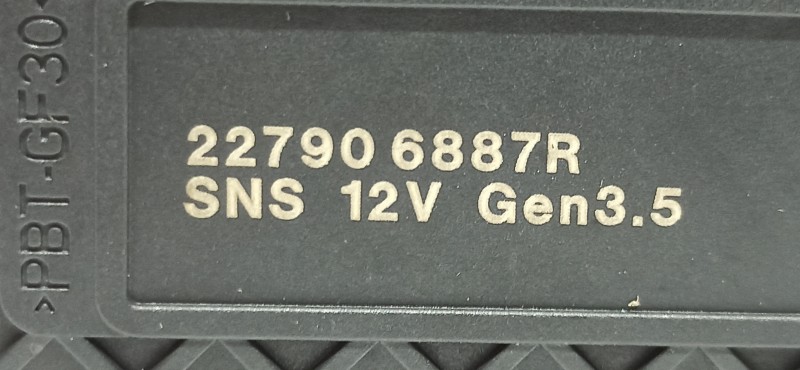 >PBT-GF30<
22790 6887R
SNS 12V Gen3.5